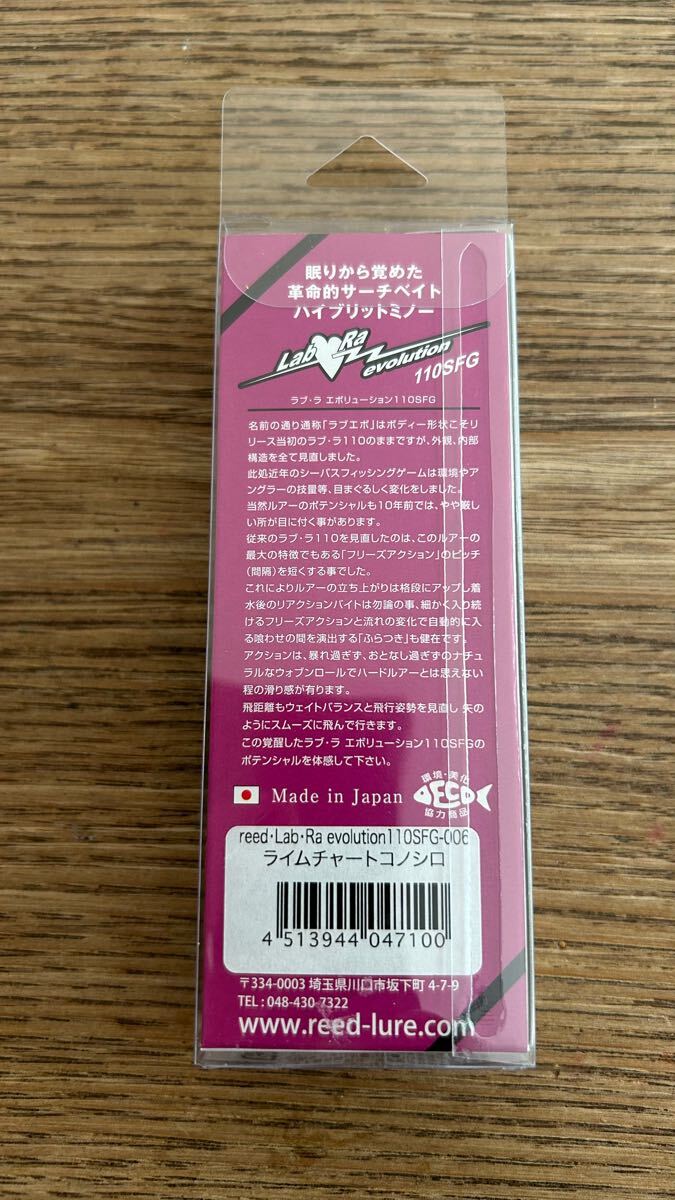 眠りから覚めた
革命的サーチベイト
ハイブリットミノー
Lab Ra
evolution
110SFG
ラブ・ラ エボリューション110SFG
名前の通り通称「ラブエボ」はボディー形状こそリ
リース当初のラブ・ラ110のままですが、外観、内部
構造を全て見直しました。
此処近年のシーバスフィッシングゲームは環境やア
ングラーの技量等、目まぐるしく変化をしました。
当然ルアーのポテンシャルも10年前では、やや厳し
い所が目に付く事があります。
従来のラブ・ラ110を見直したのは、このルアーの
最大の特徴でもある「フリーズアクション」のピッチ
(間隔)を短くする事でした。
これによりルアーの立ち上がりは格段にアップし着
水後のリアクションバイトは勿論の事、細かく入り続
けるフリーズアクションと流れの変化で自動的に入
る喰わせの間を演出する「ふらつき」も健在です。
アクションは、暴れ過ぎず、おとなし過ぎずのナチュ
ラルなウォブンロールでハードルアーとは思えない
程の滑り感が有ります。
飛距離もウェイトバランスと飛行姿勢を見直し 矢の
ようにスムーズに飛んで行きます。
この覚醒したラブ・ラ エボリューション110SFGの
ポテンシャルを体感して下さい。
環境・美化
Made in Japan
ECO
協力商品
reed・Lab・Ra evolution110SFG-006
ライムチャートコノシロ
4 513944 047100
〒334-0003 埼玉県川口市坂下町 4-7-9
TEL : 048-430-7322
www.reed-lure.com